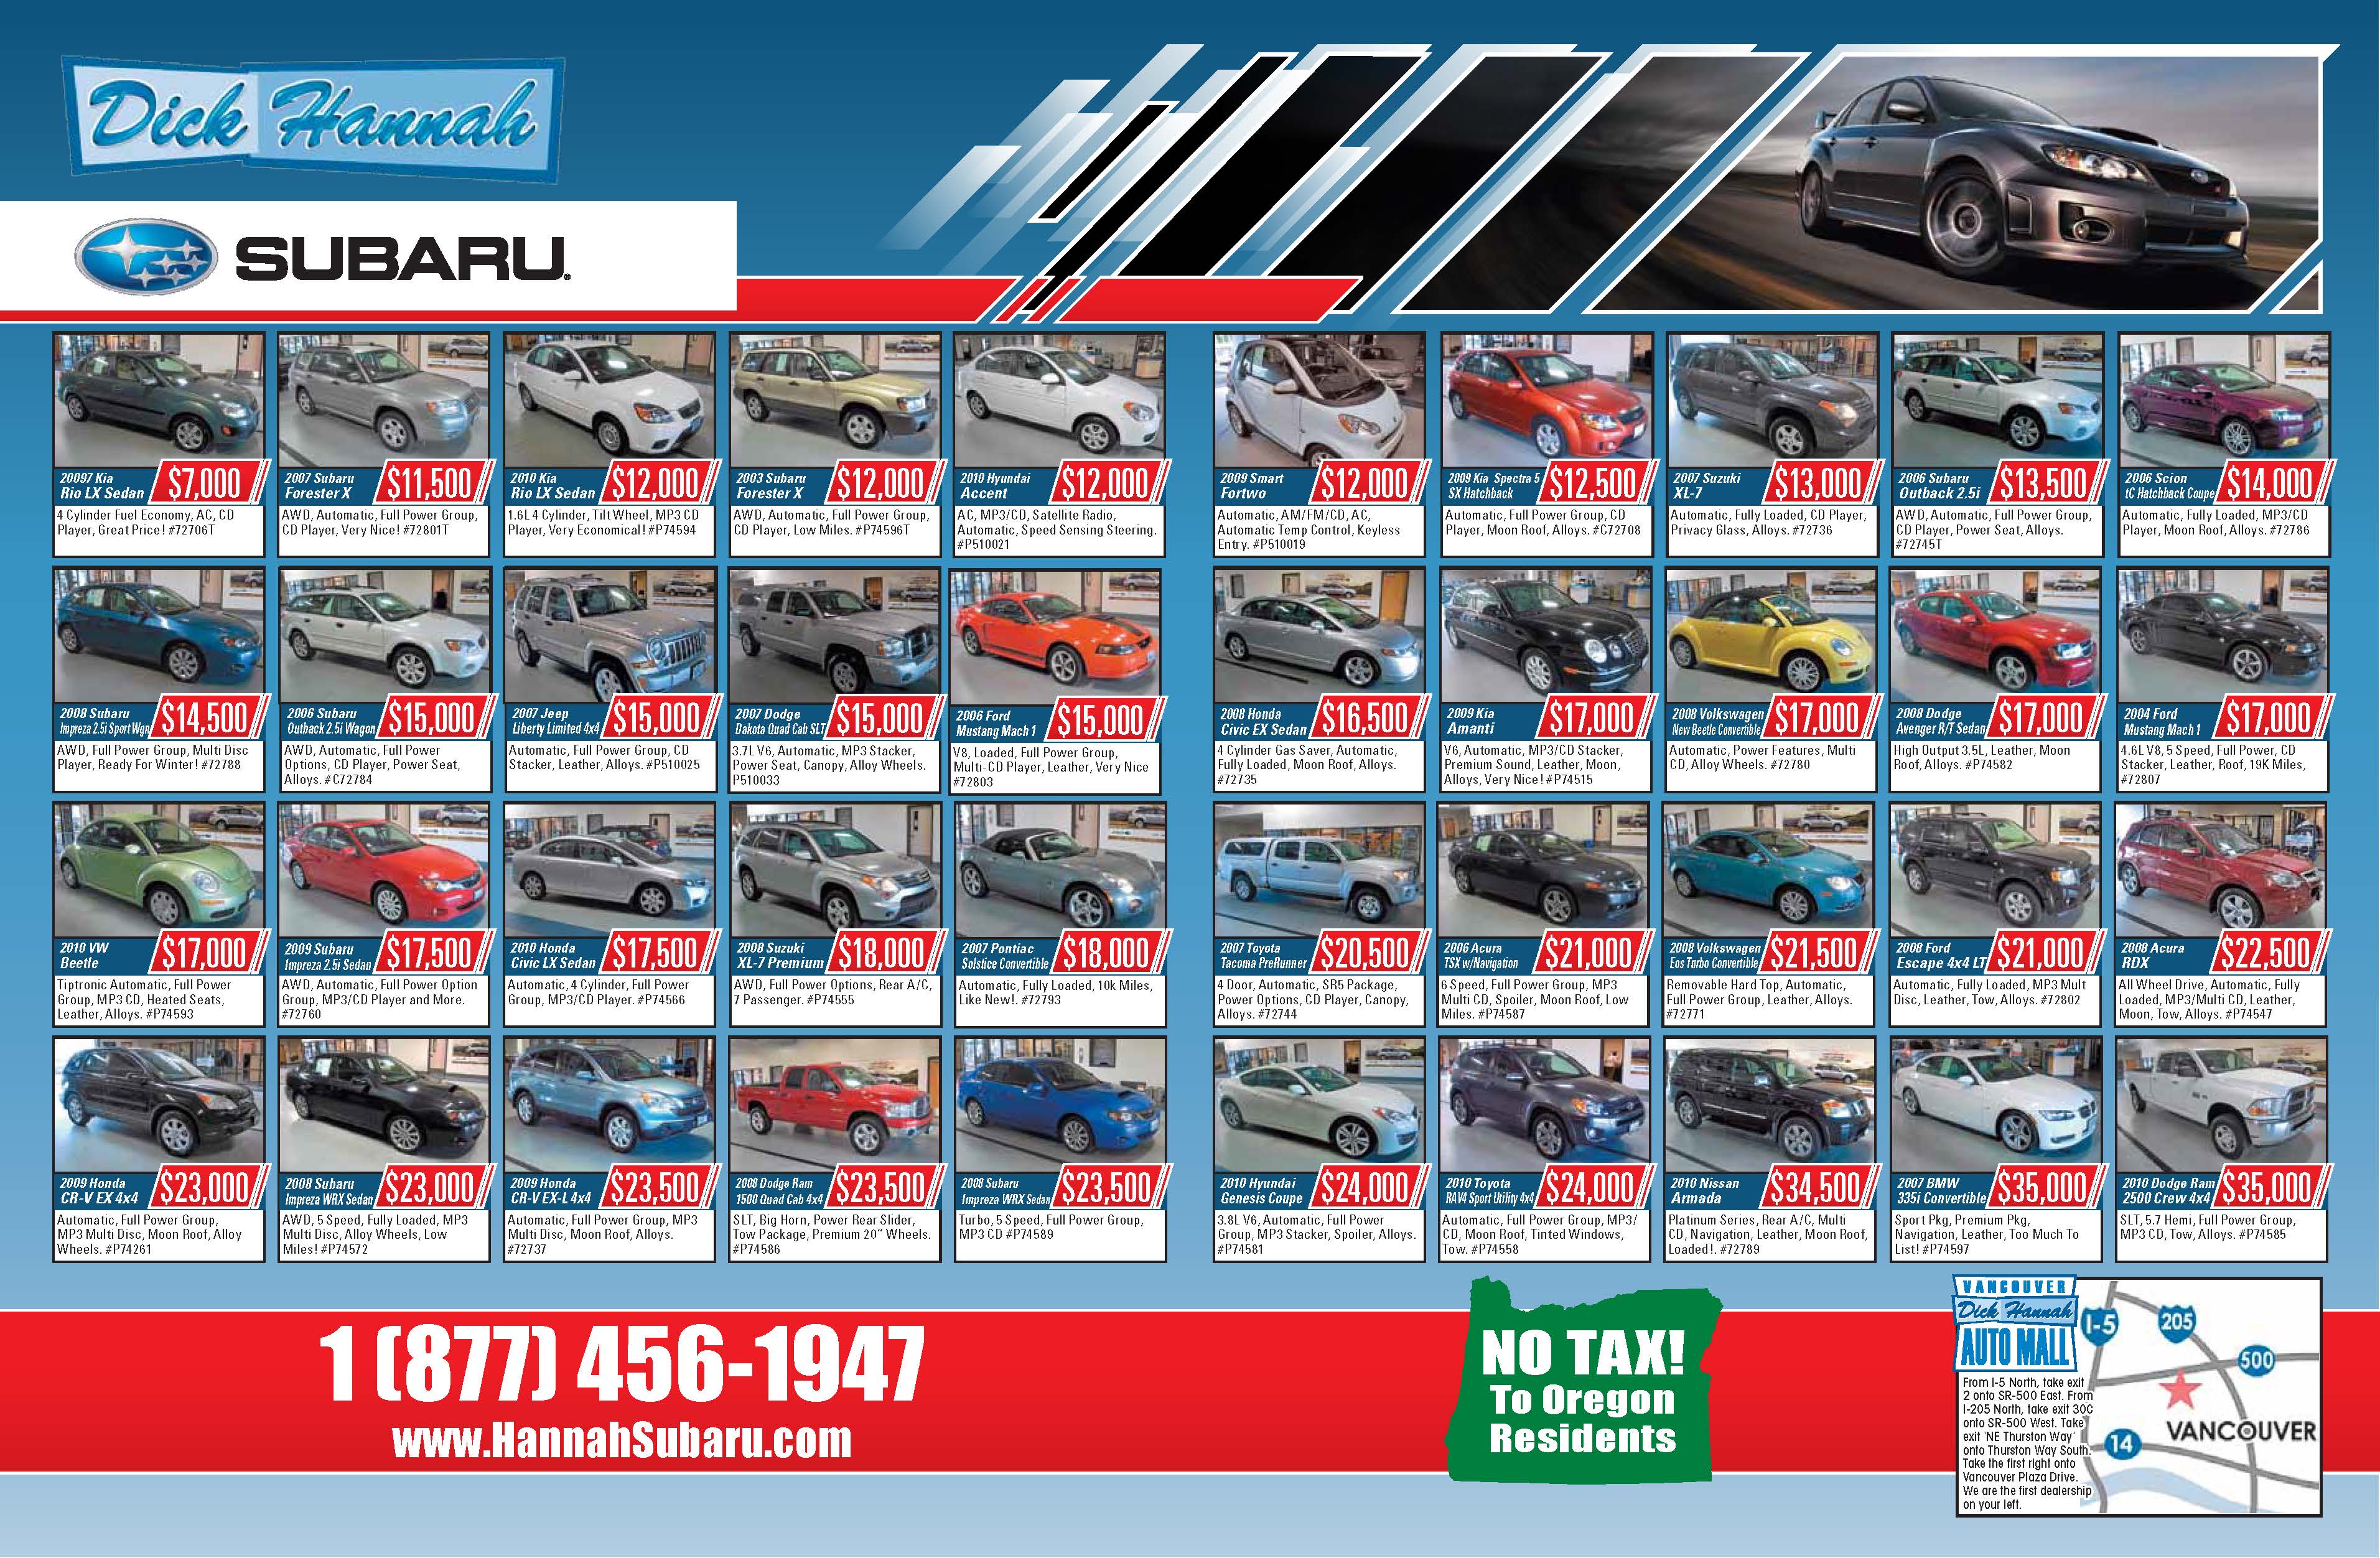 Dick Hannah
SUBARU®
20097 Kia
Rio LX Sedan
$7,000
4 Cylinder Fuel Economy, AC, CD
Player, Great Price! #72706T
2007 Subaru
Forester X
$11,500
AWD, Automatic, Full Power Group,
CD Player, Very Nice! #72801T
2010 Kia
Rio LX Sedan
$12,000
1.6L 4 Cylinder, Tilt Wheel, MP3 CD
Player, Very Economical! #P74594
2003 Subaru
Forester X
$12,000
AWD, Automatic, Full Power Group,
CD Player, Low Miles. #P74596T
2010 Hyundai
Accent
$12,000
AC, MP3/CD, Satellite Radio,
Automatic, Speed Sensing Steering.
#P510021
2009 Smart
Fortwo
$12,000
Automatic, AM/FM/CD, AC,
Automatic Temp Control, Keyless
Entry. #P510019
2009 Kia Spectra 5
SX Hatchback
$12,500
Automatic, Full Power Group, CD
Player, Moon Roof, Alloys. #C72708
2007 Suzuki
XL-7
$13,000
Automatic, Fully Loaded, CD Player,
Privacy Glass, Alloys. #72736
2006 Subaru
Outback 2.5i
$13,500
AWD, Automatic, Full Power Group,
CD Player, Power Seat, Alloys.
#72745T
2006 Scion
tC Hatchback Coupe
$14,000
Automatic, Fully Loaded, MP3/CD
Player, Moon Roof, Alloys. #72786
2008 Subaru
Impreza 2.5i Sport Wgn
$14,500
AWD, Full Power Group, Multi Disc
Player, Ready For Winter! #72788
2006 Subaru
Outback 2.5i Wagon
$15,000
AWD, Automatic, Full Power
Options, CD Player, Power Seat,
Alloys. #C72784
2007 Jeep
Liberty Limited 4x4
$15,000
Automatic, Full Power Group, CD
Stacker, Leather, Alloys. #P510025
2007 Dodge
Dakota Quad Cab SLT
$15,000
3.7L V6, Automatic, MP3 Stacker,
Power Seat, Canopy, Alloy Wheels.
P510033
2006 Ford
Mustang Mach 1
$15,000
V8, Loaded, Full Power Group,
Multi-CD Player, Leather, Very Nice
#72803
2008 Honda
Civic EX Sedan
$16,500
4 Cylinder Gas Saver, Automatic,
Fully Loaded, Moon Roof, Alloys.
#72735
2009 Kia
Amanti
$17,000
V6, Automatic, MP3/CD Stacker,
Premium Sound, Leather, Moon,
Alloys, Very Nice! #P74515
2008 Volkswagen
New Beetle Convertible
$17,000
Automatic, Power Features, Multi
CD, Alloy Wheels. #72780
2008 Dodge
Avenger R/T Sedan
$17,000
High Output 3.5L, Leather, Moon
Roof, Alloys. #P74582
2004 Ford
Mustang Mach 1
$17,000
4.6L V8, 5 Speed, Full Power, CD
Stacker, Leather, Roof, 19K Miles,
#72807
2010 VW
Beetle
$17,000
Tiptronic Automatic, Full Power
Group, MP3 CD, Heated Seats,
Leather, Alloys. #P74593
2009 Subaru
Impreza 2.5i Sedan
$17,500
AWD, Automatic, Full Power Option
Group, MP3/CD Player and More.
#72760
2010 Honda
Civic LX Sedan
$17,500
Automatic, 4 Cylinder, Full Power
Group, MP3/CD Player. #P74566
2008 Suzuki
XL-7 Premium
$18,000
AWD, Full Power Options, Rear A/C,
7 Passenger. #P74555
2007 Pontiac
Solstice Convertible
$18,000
Automatic, Fully Loaded, 10k Miles,
Like New!. #72793
2007 Toyota
Tacoma PreRunner
$20,500
4 Door, Automatic, SR5 Package,
Power Options, CD Player, Canopy,
Alloys. #72744
2006 Acura
TSX w/Navigation
$21,000
6 Speed, Full Power Group, MP3
Multi CD, Spoiler, Moon Roof, Low
Miles. #P74587
2008 Volkswagen
Eos Turbo Convertible
$21,500
Removable Hard Top, Automatic,
Full Power Group, Leather, Alloys.
#72771
2008 Ford
Escape 4x4 LT
$21,000
Automatic, Fully Loaded, MP3 Mult
Disc, Leather, Tow, Alloys. #72802
2008 Acura
RDX
$22,500
All Wheel Drive, Automatic, Fully
Loaded, MP3/Multi CD, Leather,
Moon, Tow, Alloys. #P74547
2009 Honda
CR-V EX 4x4
$23,000
Automatic, Full Power Group,
MP3 Multi Disc, Moon Roof, Alloy
Wheels. #P74261
2008 Subaru
Impreza WRX Sedan
$23,000
AWD, 5 Speed, Fully Loaded, MP3
Multi Disc, Alloy Wheels, Low
Miles! #P74572
2009 Honda
CR-V EX-L 4x4
$23,500
Automatic, Full Power Group, MP3
Multi Disc, Moon Roof, Alloys.
#72737
2008 Dodge Ram
1500 Quad Cab 4x4
$23,500
SLT, Big Horn, Power Rear Slider,
Tow Package, Premium 20" Wheels.
#P74586
2008 Subaru
Impreza WRX Sedan
$23,500
Turbo, 5 Speed, Full Power Group,
MP3 CD #P74589
2010 Hyundai
Genesis Coupe
$24,000
3.8L V6, Automatic, Full Power
Group, MP3 Stacker, Spoiler, Alloys.
#P74581
2010 Toyota
RAV4 Sport Utility 4x4
$24,000
Automatic, Full Power Group, MP3/
CD, Moon Roof, Tinted Windows,
Tow. #P74558
2010 Nissan
Armada
$34,500
Platinum Series, Rear A/C, Multi
CD, Navigation, Leather, Moon Roof,
Loaded!. #72789
2007 BMW
335i Convertible
$35,000
Sport Pkg, Premium Pkg,
Navigation, Leather, Too Much To
List! #P74597
2010 Dodge Ram
2500 Crew 4x4
$35,000
SLT, 5.7 Hemi, Full Power Group,
MP3 CD, Tow, Alloys. #P74585
1 (877) 456-1947
www.HannahSubaru.com
NO TAX!
To Oregon
Residents
VANCOUVER
Dick Hannah
AUTO MALL
From I-5 North, take exit
2 onto SR-500 East. From
I-205 North, take exit 30C
onto SR-500 West. Take
exit 'NE Thurston Way'
onto Thurston Way South.
Take the first right onto
Vancouver Plaza Drive.
We are the first dealership
on your left.
I-5
205
500
14
VANCOUVER